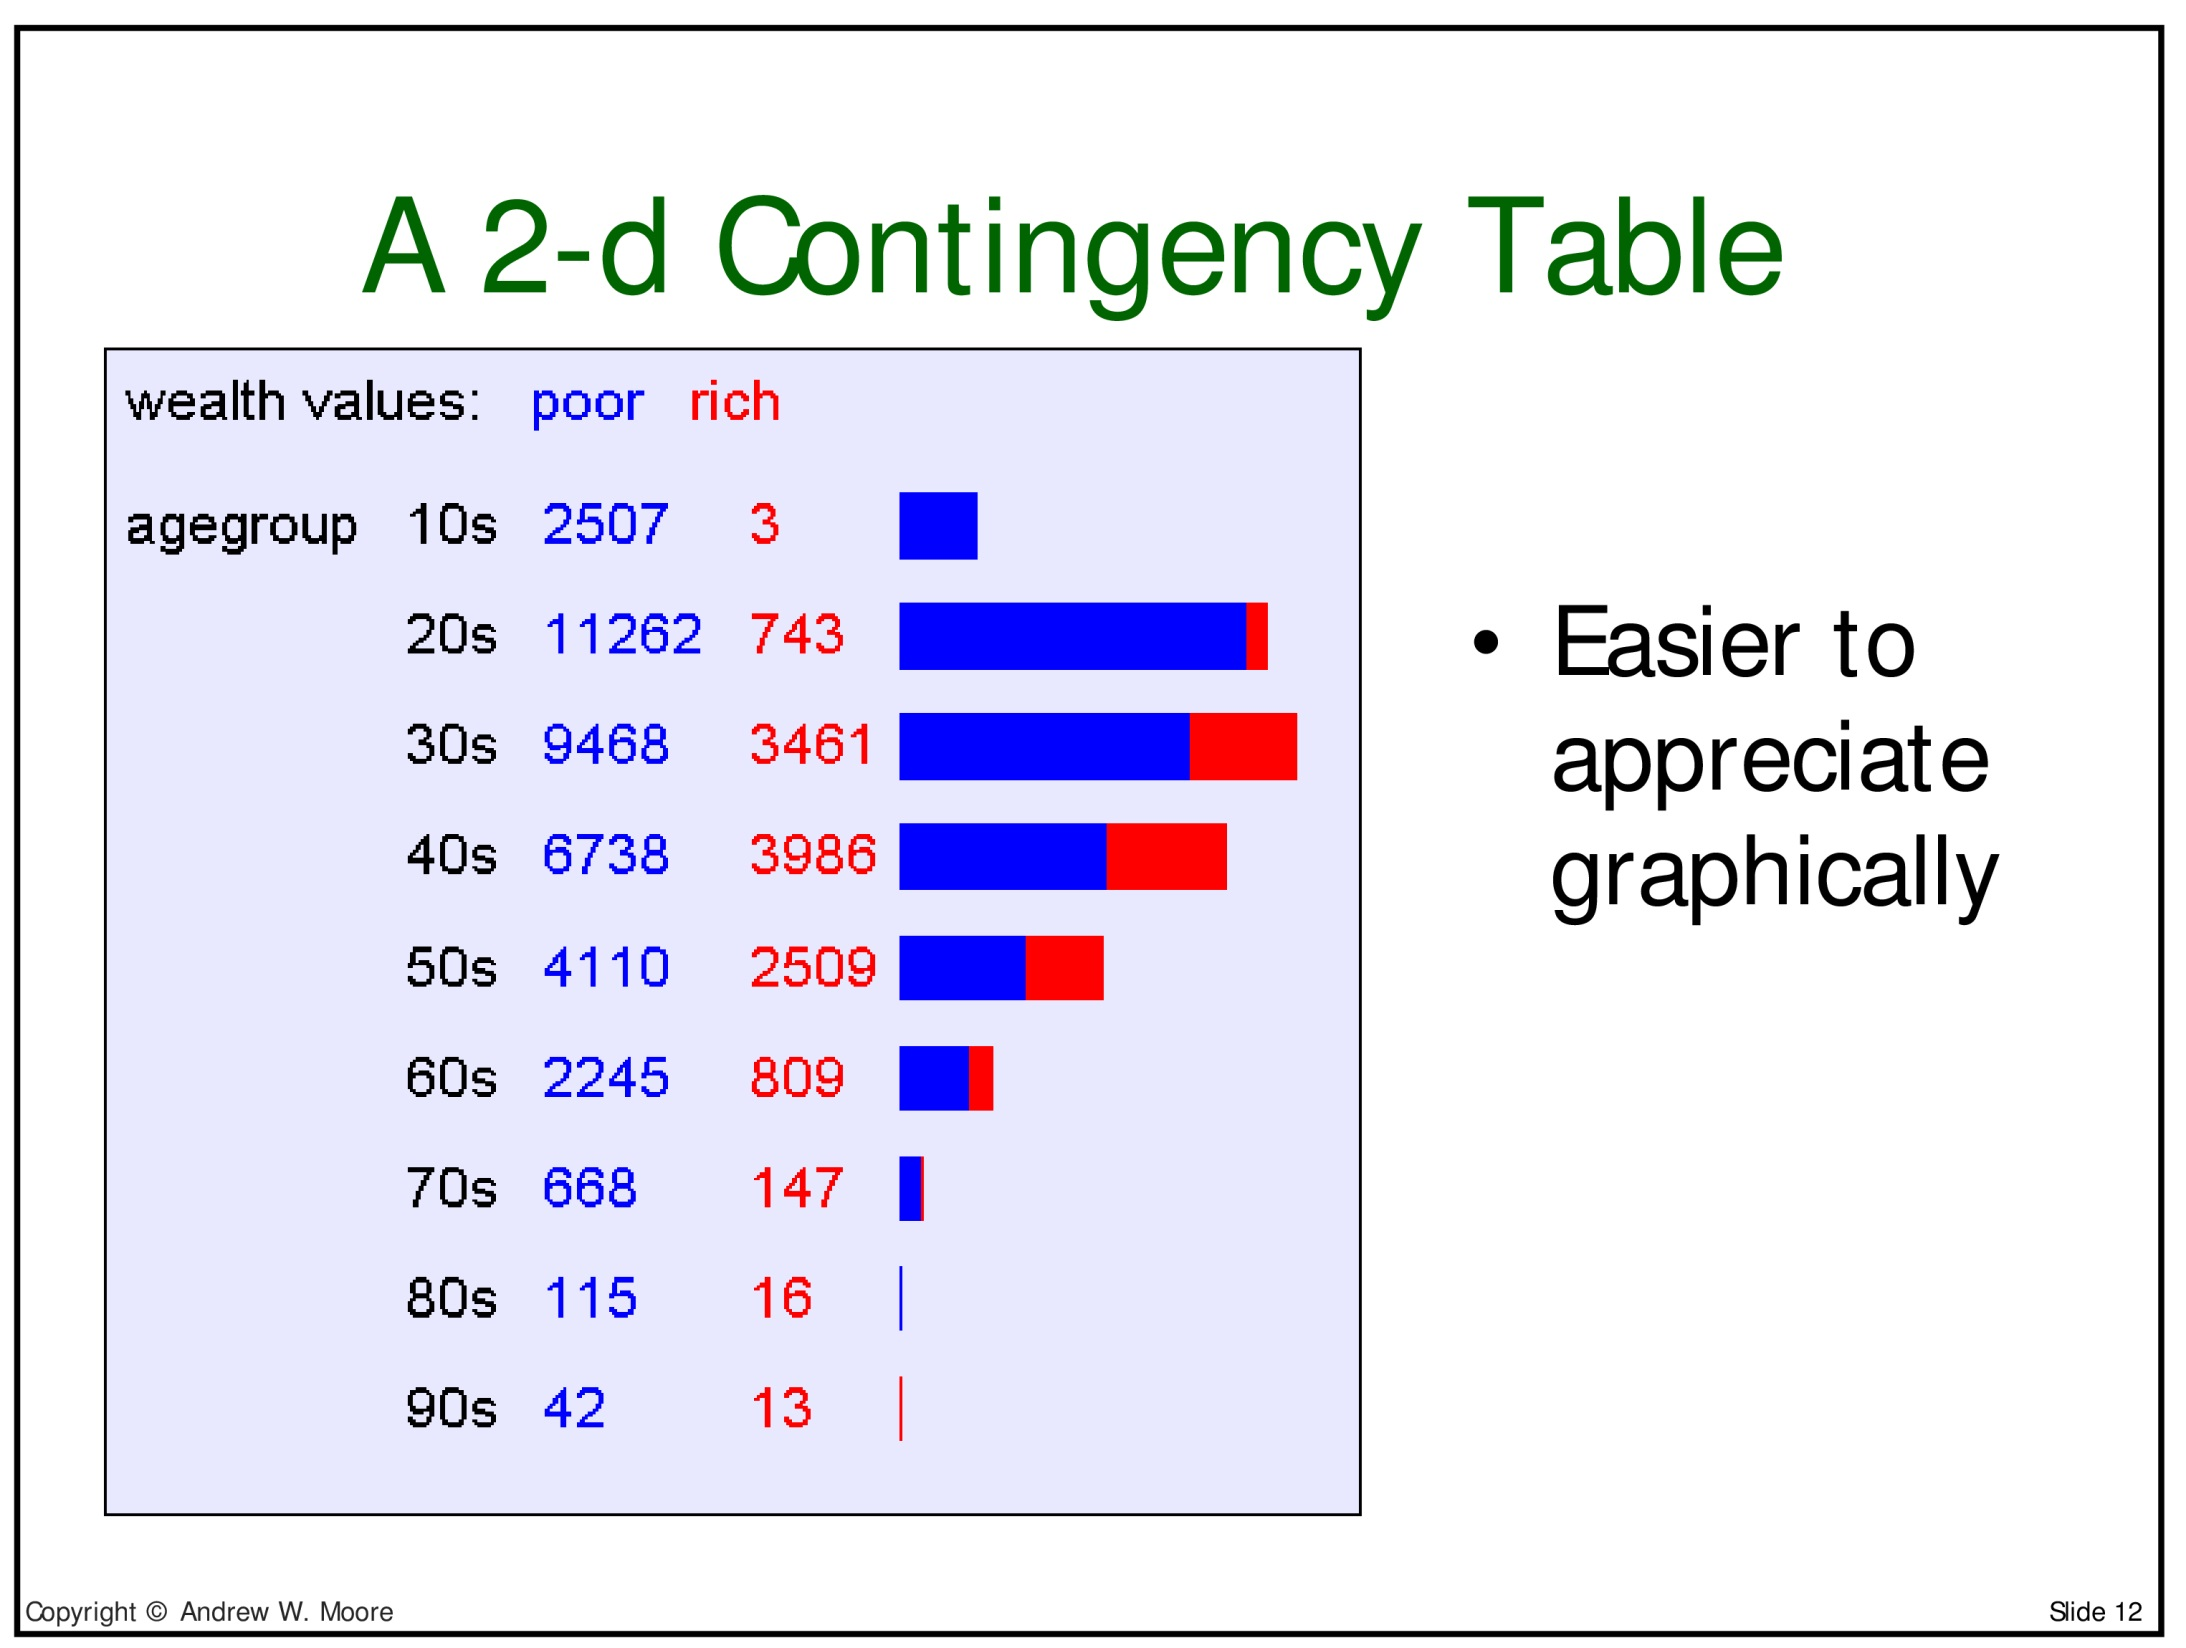 A 2-d Contingency Table
wealth values: poor rich
agegroup 10s 2507 3
20s 11262 743
30s 9468 3461
40s 6738 3986
50s 4110 2509
60s 2245 809
70s 668 147
80s 115 16
90s 42 13
• Easier to
appreciate
graphically
Copyright © Andrew W. Moore
Slide 12